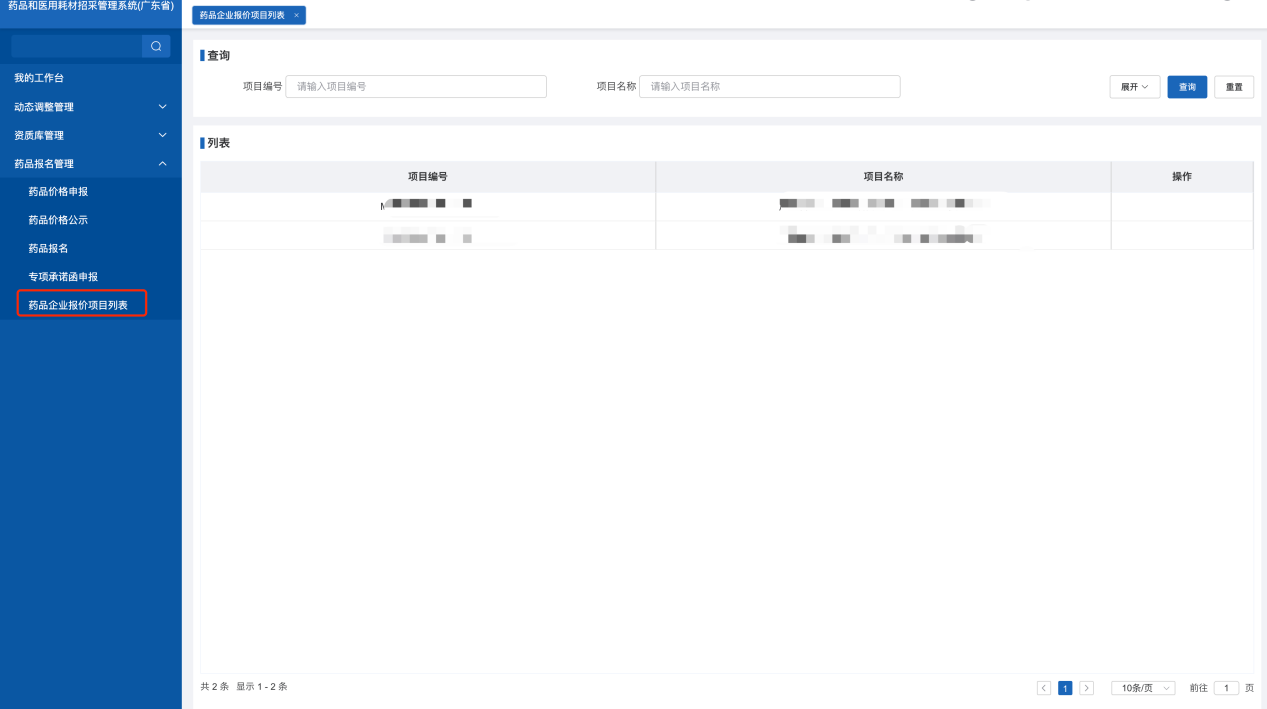 药品和医用耗材招采管理系统(广东省)
药品企业报价项目列表 ×
我的工作台
动态调整管理
资质库管理
药品报名管理
药品价格申报
药品价格公示
药品报名
专项承诺函申报
药品企业报价项目列表
查询
项目编号 请输入项目编号 项目名称 请输入项目名称 展开 查询 重置
列表
项目编号 项目名称 操作
共 2 条 显示 1 - 2 条 1 10条/页 前往 1 页